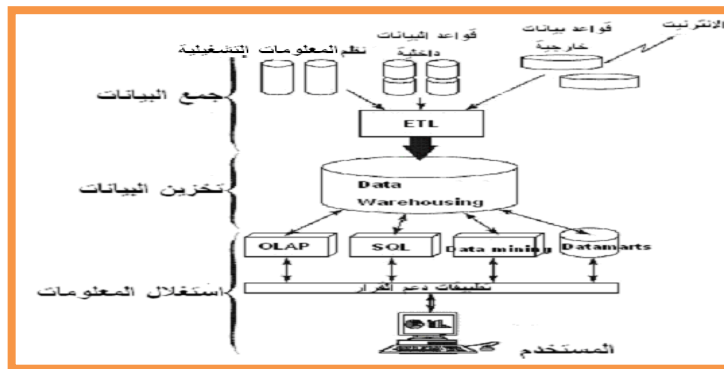 الانترنيت
قواعد بيانات
خارجية
قواعد البيانات
داخلية
نظم المعلومات التشغيلية
جمع البيانات
ETL
تخزين البيانات
Data
Warehousing
OLAP
SQL
Data mining
Datamarts
استغلال المعلومات
تطبيقات دعم القرار
المستخدم